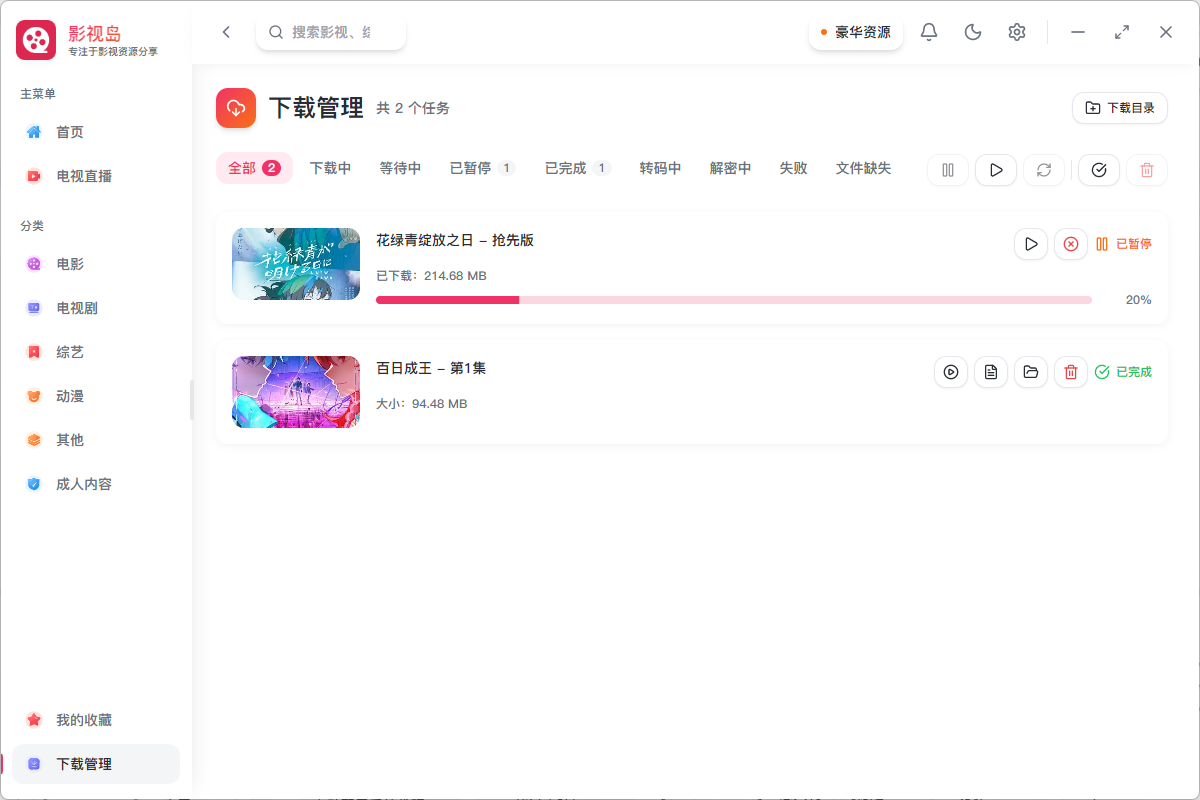 影视岛
专注于影视资源分享
搜索影视、综
豪华资源
主菜单
首页
电视直播
分类
电影
电视剧
综艺
动漫
其他
成人内容
我的收藏
下载管理
下载管理 共 2 个任务
下载目录
全部 2 下载中 等待中 已暂停 1 已完成 1 转码中 解密中 失败 文件缺失
花绿青绽放之日 – 抢先版
已暂停
已下载：214.68 MB
20%
百日成王 – 第1集
已完成
大小：94.48 MB